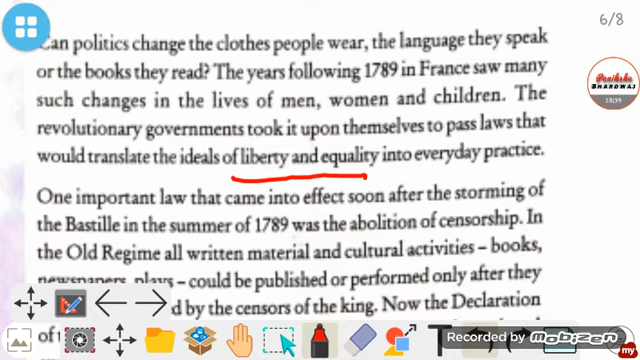 6/8
Can politics change the clothes people wear, the language they speak
or the books they read? The years following 1789 in France saw many
such changes in the lives of men, women and children. The
revolutionary governments took it upon themselves to pass laws that
would translate the ideals of liberty and equality into everyday practice.
One important law that came into effect soon after the storming of
the Bastille in the summer of 1789 was the abolition of censorship. In
the Old Regime all written material and cultural activities – books,
newspapers, plays – could be published or performed only after they
d by the censors of the king. Now the Declaration
of t
BHARDWAJ
T
Recorded by mobizen
my